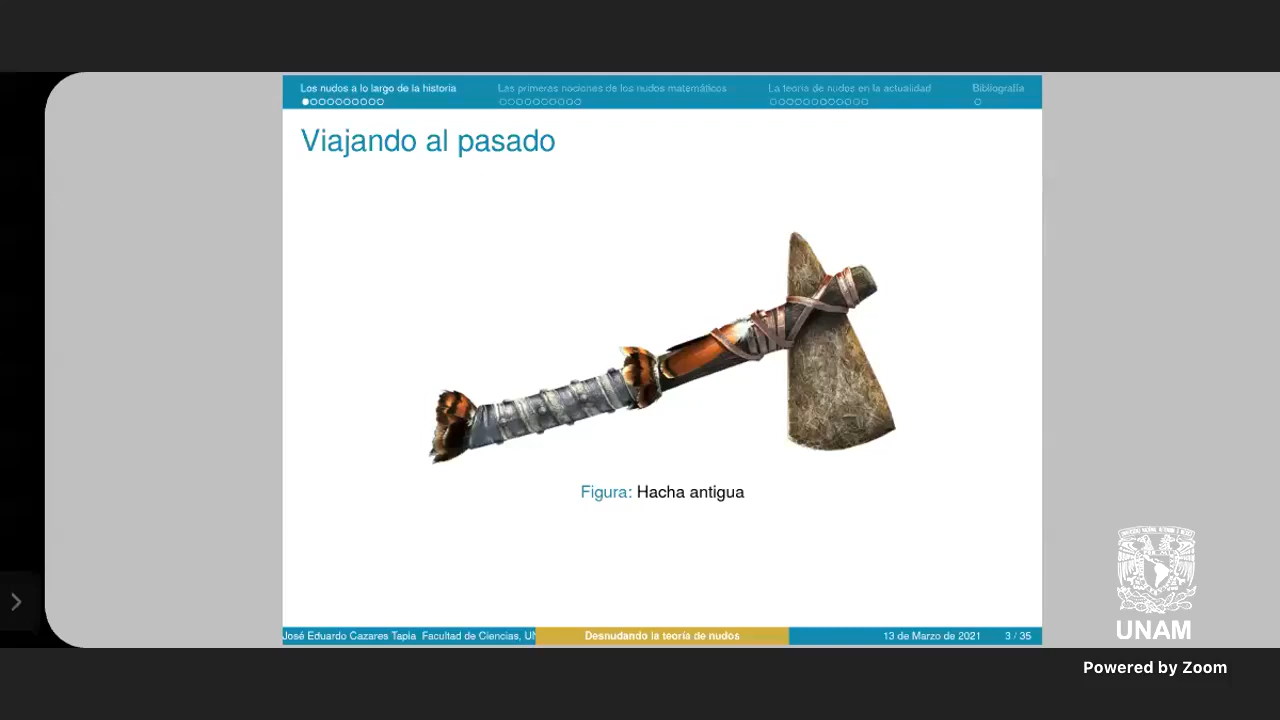 Los nudos a lo largo de la historia
Las primeras nociones de los nudos matemáticos
La teoría de nudos en la actualidad
Bibliografía
Viajando al pasado
Figura: Hacha antigua
UNAM
José Eduardo Cazares Tapia Facultad de Ciencias, UN
Desnudando la teoría de nudos
13 de Marzo de 2021
3 / 35
Powered by Zoom